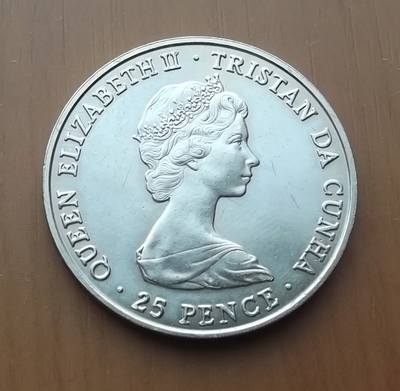 QUEEN ELIZABETH II · TRISTAN DA CUNHA
· 25 PENCE ·